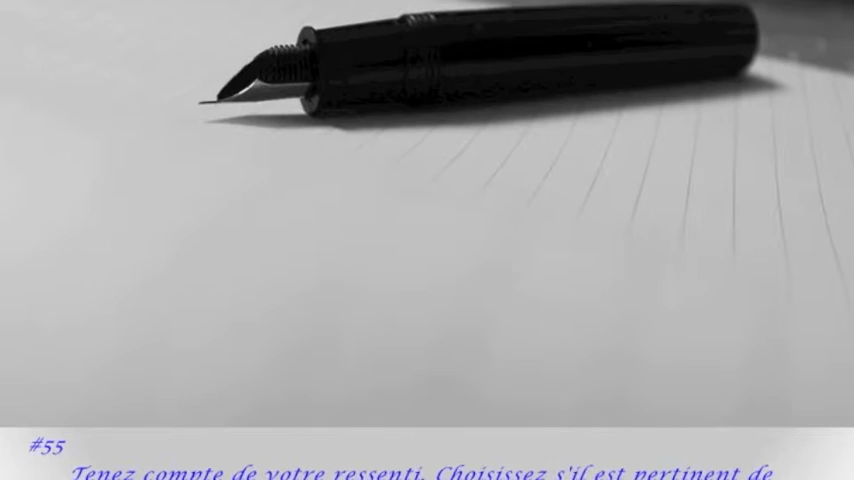 #55
Tenez compte de votre ressenti. Choisissez s'il est pertinent de